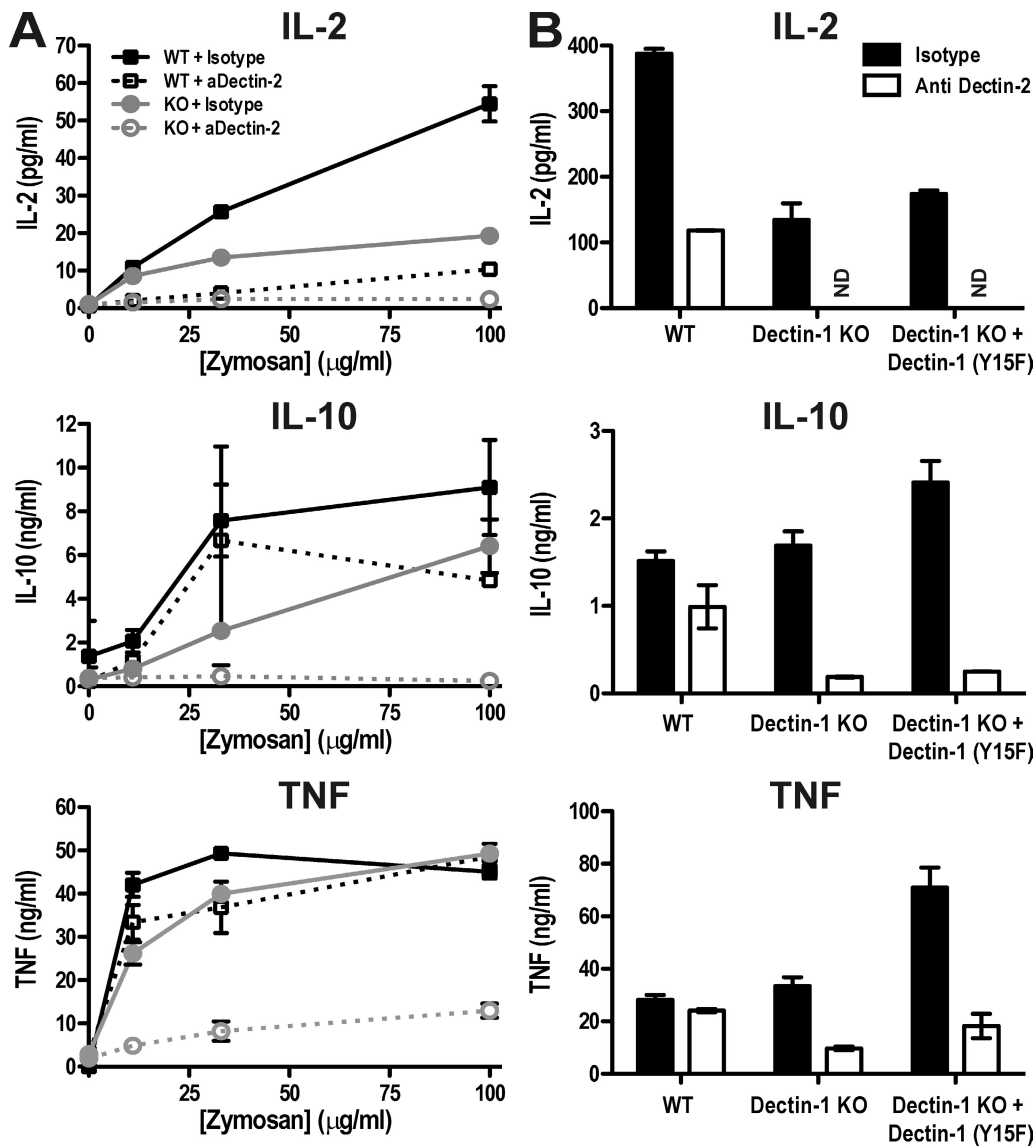 A
IL-2
70
60
50
40
30
20
10
0
IL-2 (pg/ml)
WT + Isotype
WT + aDectin-2
KO + Isotype
KO + aDectin-2
0 25 50 75 100
[Zymosan] (μg/ml)
B
IL-2
400
300
200
100
0
IL-2 (pg/ml)
Isotype
Anti Dectin-2
ND
ND
WT Dectin-1 KO Dectin-1 KO +
Dectin-1 (Y15F)
IL-10
12
10
8
6
4
2
0
IL-10 (ng/ml)
0 25 50 75 100
[Zymosan] (μg/ml)
IL-10
3
2
1
0
IL-10 (ng/ml)
WT Dectin-1 KO Dectin-1 KO +
Dectin-1 (Y15F)
TNF
60
50
40
30
20
10
0
TNF (ng/ml)
0 25 50 75 100
[Zymosan] (μg/ml)
TNF
100
80
60
40
20
0
TNF (ng/ml)
WT Dectin-1 KO Dectin-1 KO +
Dectin-1 (Y15F)